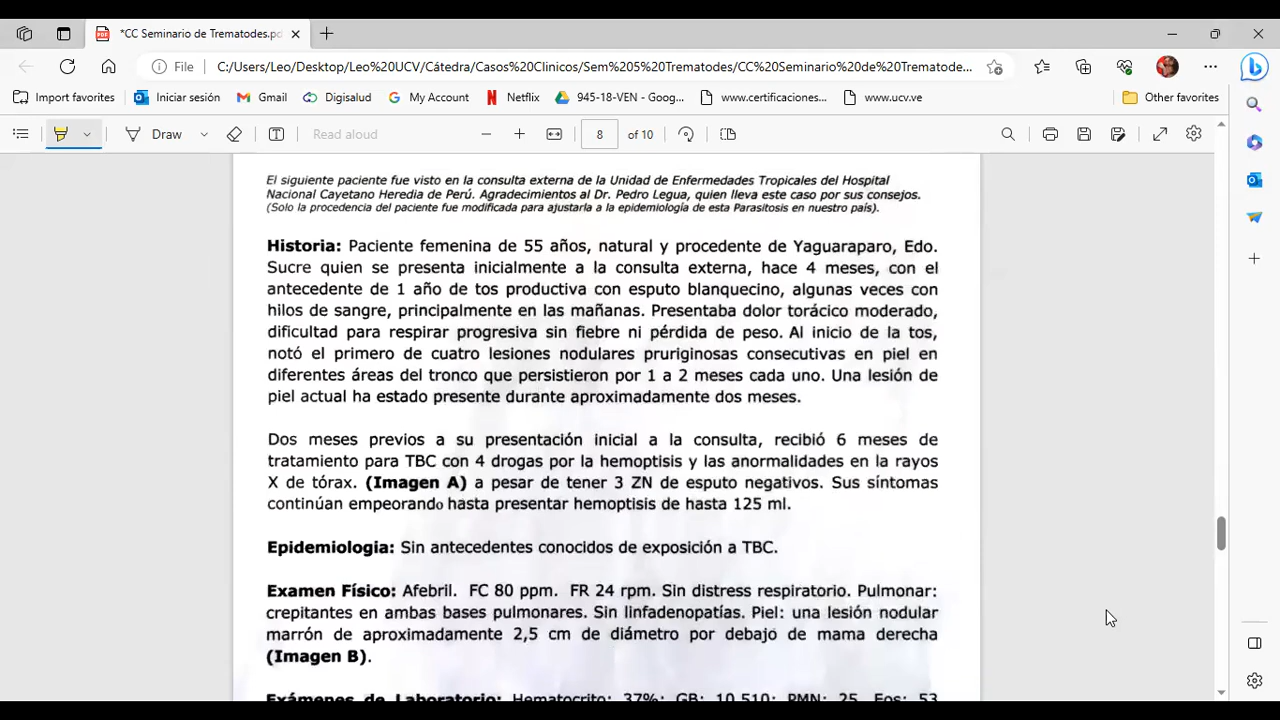 *CC Seminario de Trematodes.pd
File
C:/Users/Leo/Desktop/Leo%20UCV/Cátedra/Casos%20Clinicos/Sem%205%20Trematodes/CC%20Seminario%20de%20Trematode...
Import favorites
Iniciar sesión
Gmail
Digisalud
My Account
Netflix
945-18-VEN - Goog...
www.certificaciones...
www.ucv.ve
Other favorites
Draw
Read aloud
8 of 10
El siguiente paciente fue visto en la consulta externa de la Unidad de Enfermedades Tropicales del Hospital
Nacional Cayetano Heredia de Perú. Agradecimientos al Dr. Pedro Legua, quien lleva este caso por sus consejos.
(Solo la procedencia del paciente fue modificada para ajustarla a la epidemiología de esta Parasitosis en nuestro país).
Historia: Paciente femenina de 55 años, natural y procedente de Yaguaraparo, Edo.
Sucre quien se presenta inicialmente a la consulta externa, hace 4 meses, con el
antecedente de 1 año de tos productiva con esputo blanquecino, algunas veces con
hilos de sangre, principalmente en las mañanas. Presentaba dolor torácico moderado,
dificultad para respirar progresiva sin fiebre ni pérdida de peso. Al inicio de la tos,
notó el primero de cuatro lesiones nodulares pruriginosas consecutivas en piel en
diferentes áreas del tronco que persistieron por 1 a 2 meses cada uno. Una lesión de
piel actual ha estado presente durante aproximadamente dos meses.
Dos meses previos a su presentación inicial a la consulta, recibió 6 meses de
tratamiento para TBC con 4 drogas por la hemoptisis y las anormalidades en la rayos
X de tórax. (Imagen A) a pesar de tener 3 ZN de esputo negativos. Sus síntomas
continúan empeorando hasta presentar hemoptisis de hasta 125 ml.
Epidemiologia: Sin antecedentes conocidos de exposición a TBC.
Examen Físico: Afebril. FC 80 ppm. FR 24 rpm. Sin distress respiratorio. Pulmonar:
crepitantes en ambas bases pulmonares. Sin linfadenopatías. Piel: una lesión nodular
marrón de aproximadamente 2,5 cm de diámetro por debajo de mama derecha
(Imagen B).
Exámenes de Laboratorio: Hematocrito: 37%; GB: 10.510; PMN: 25, Eos: 53